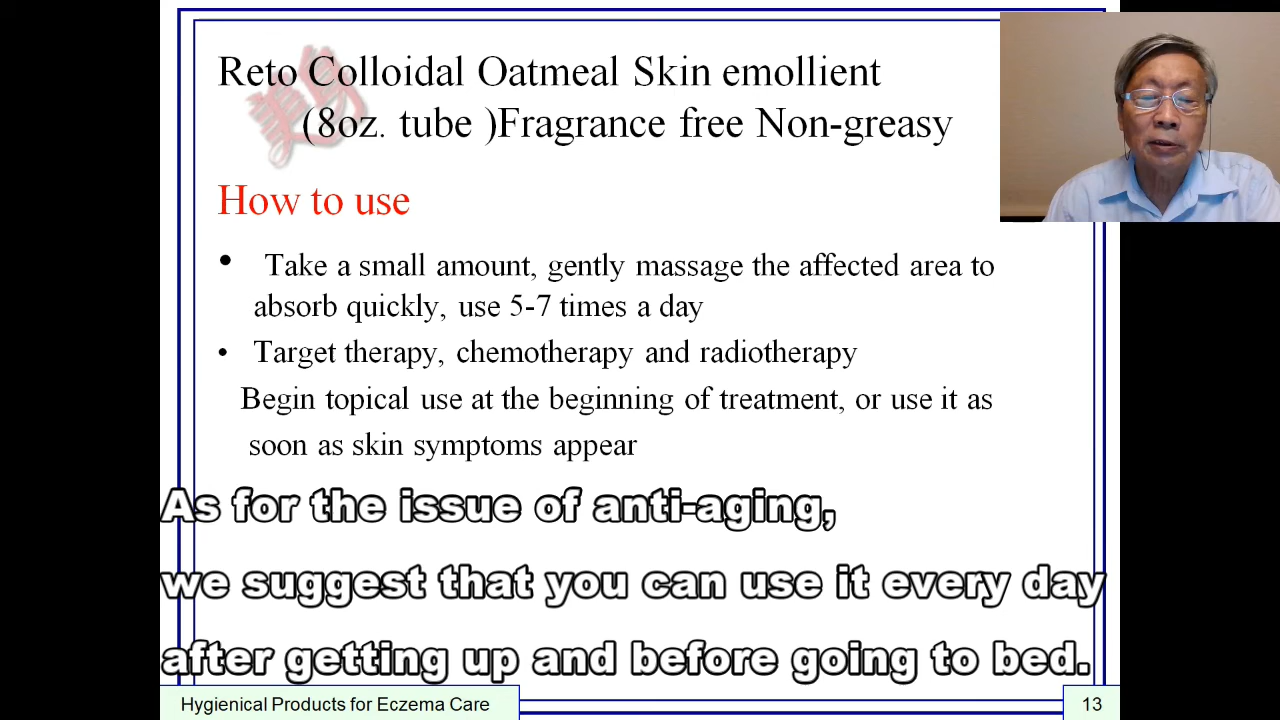 Reto Colloidal Oatmeal Skin emollient
(8oz. tube )Fragrance free Non-greasy
How to use
• Take a small amount, gently massage the affected area to
absorb quickly, use 5-7 times a day
• Target therapy, chemotherapy and radiotherapy
Begin topical use at the beginning of treatment, or use it as
soon as skin symptoms appear
As for the issue of anti-aging,
we suggest that you can use it every day
after getting up and before going to bed.
Hygienical Products for Eczema Care
13